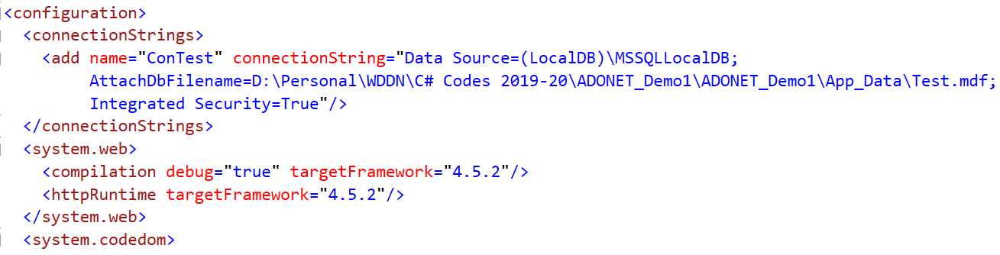 <configuration>
<connectionStrings>
<add name="ConTest" connectionString="Data Source=(LocalDB)\MSSQLLocalDB;
AttachDbFilename=D:\Personal\WDDN\C# Codes 2019-20\ADONET_Demo1\ADONET_Demo1\App_Data\Test.mdf;
Integrated Security=True"/>
</connectionStrings>
<system.web>
<compilation debug="true" targetFramework="4.5.2"/>
<httpRuntime targetFramework="4.5.2"/>
</system.web>
<system.codedom>